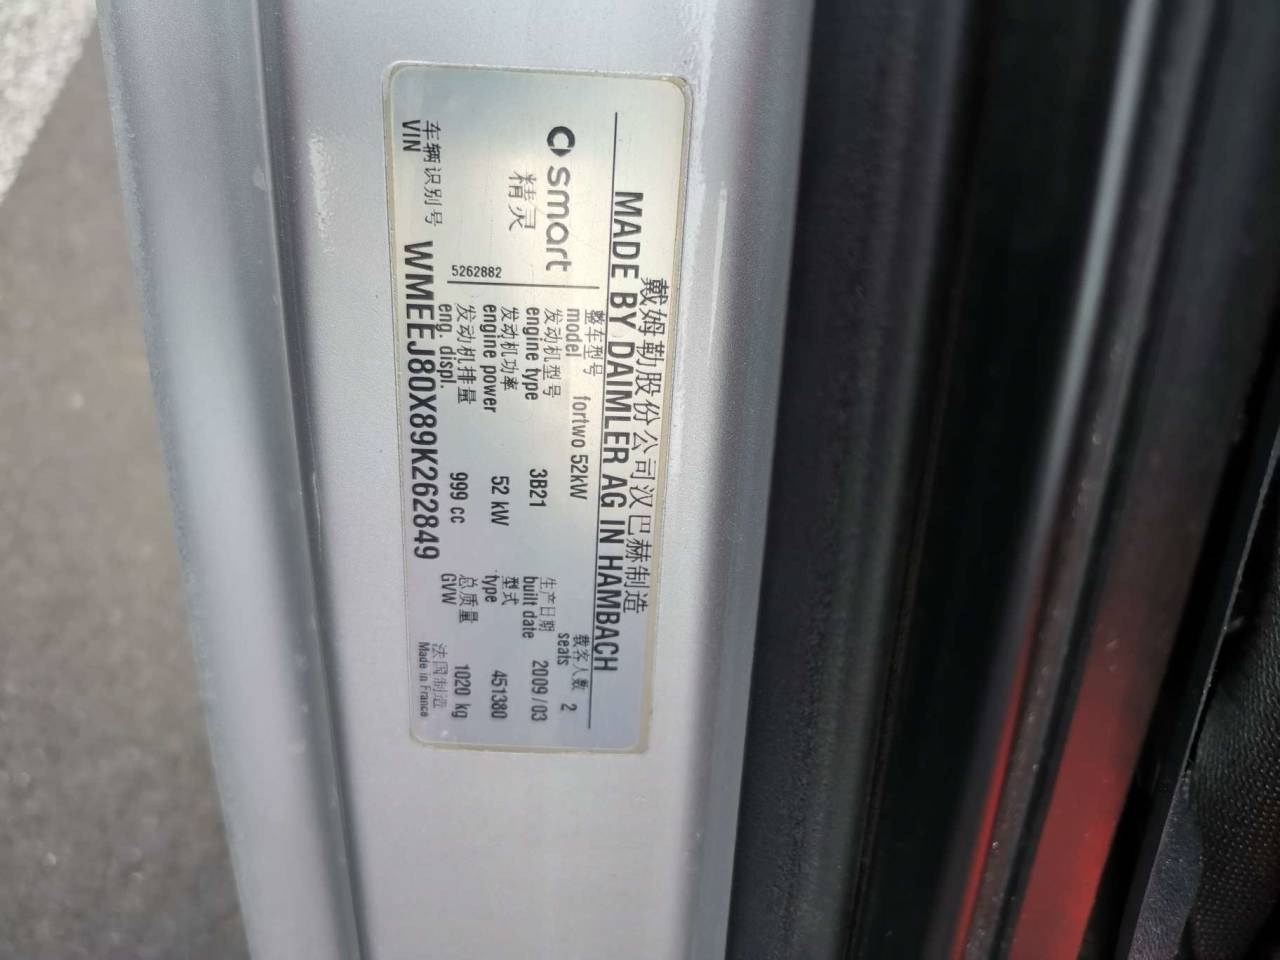 戴姆勒股份公司汉巴赫制造
MADE BY DAIMLER AG IN HAMBACH
smart
精灵
5262882
整车型号
model fortwo 52kW
载客人数
seats 2
发动机型号
engine type 3B21
生产日期
built date 2009/03
发动机功率
engine power 52 kW
型式
type 451380
发动机排量
eng. displ. 999 cc
总质量
GVW 1020 kg
车辆识别号
VIN WMEEJ80X89K262849
法国制造
Made in France